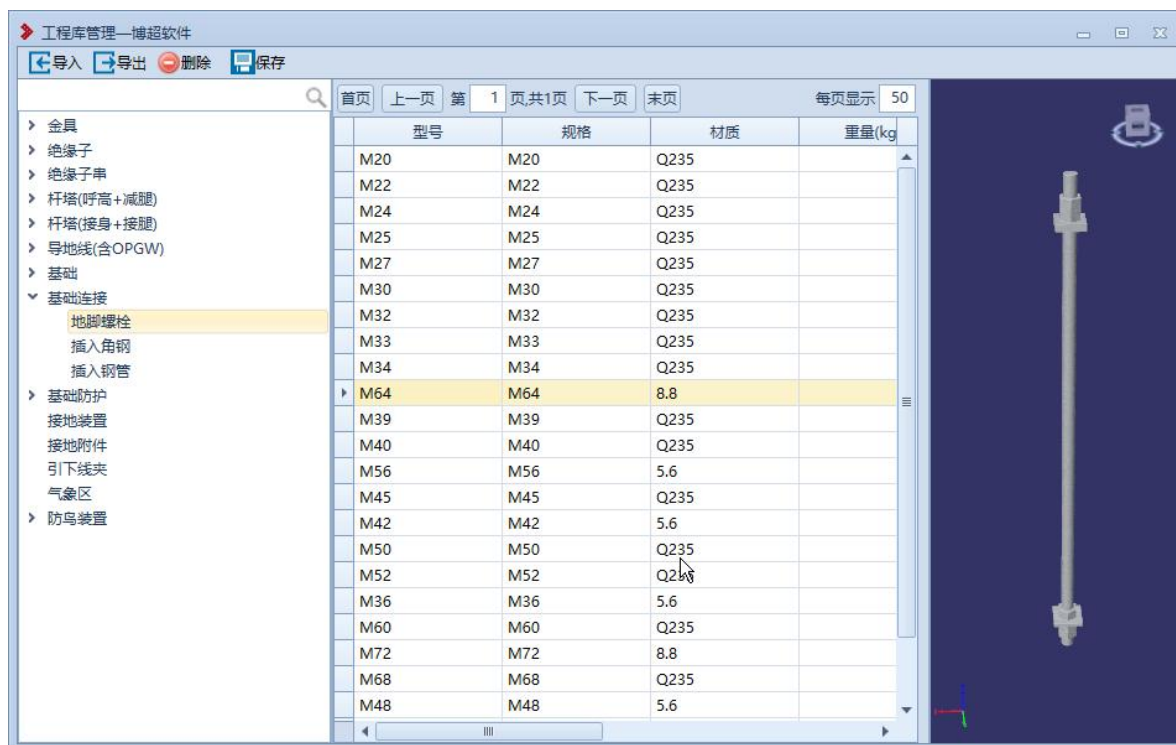 工程库管理—博超软件
导入 导出 删除 保存
首页 上一页 第 1 页,共1页 下一页 末页 每页显示 50
金具
绝缘子
绝缘子串
杆塔(呼高+减腿)
杆塔(接身+接腿)
导地线(含OPGW)
基础
基础连接
地脚螺栓
插入角钢
插入钢管
基础防护
接地装置
接地附件
引下线夹
气象区
防鸟装置
型号 规格 材质 重量(kg
M20 M20 Q235
M22 M22 Q235
M24 M24 Q235
M25 M25 Q235
M27 M27 Q235
M30 M30 Q235
M32 M32 Q235
M33 M33 Q235
M34 M34 Q235
M64 M64 8.8
M39 M39 Q235
M40 M40 Q235
M56 M56 5.6
M45 M45 Q235
M42 M42 5.6
M50 M50 Q235
M52 M52 Q235
M36 M36 5.6
M60 M60 Q235
M72 M72 8.8
M68 M68 Q235
M48 M48 5.6